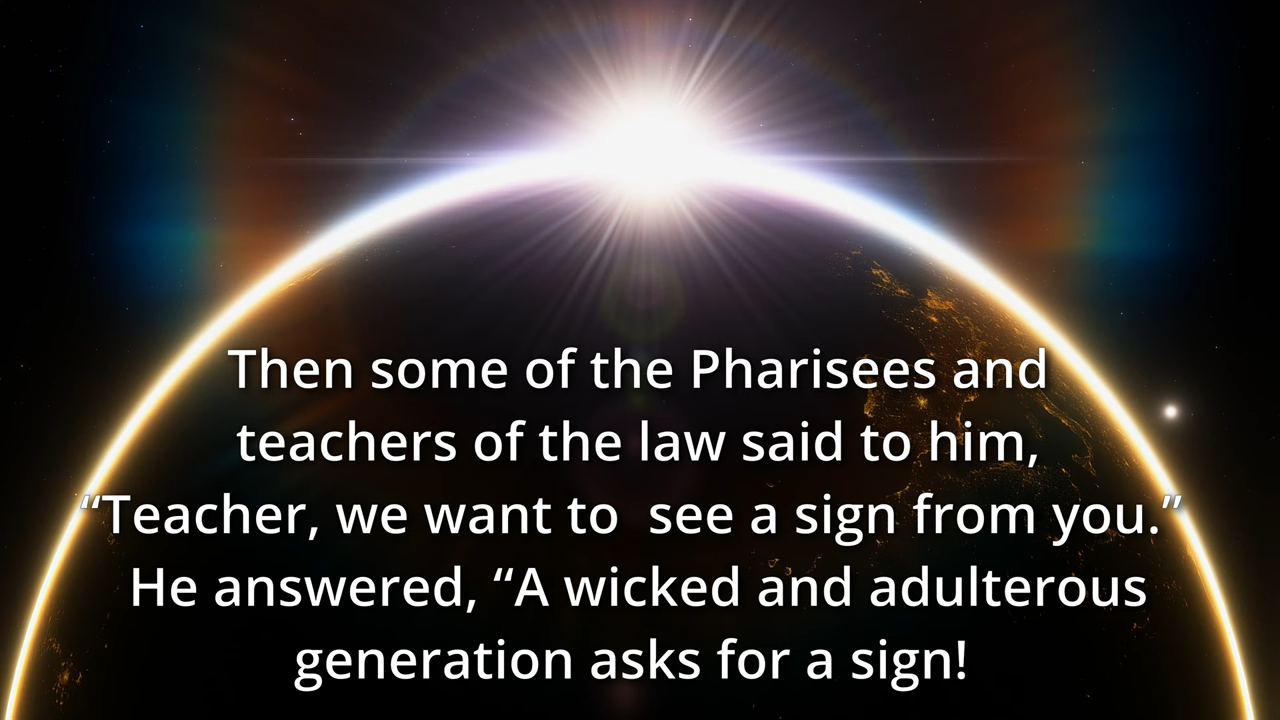 Then some of the Pharisees and
teachers of the law said to him,
“Teacher, we want to  see a sign from you.”
He answered, “A wicked and adulterous
generation asks for a sign!